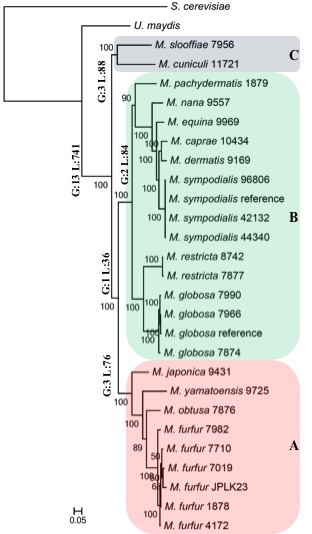 S. cerevisiae
U. maydis
M. slooffiae 7956
C
100
M. cuniculi 11721
G:3 L:88
M. pachydermatis 1879
90
M. nana 9557
M. equina 9969
100
M. caprae 10434
G:2 L:84
100
M. dermatis 9169
G:13 L:741
100
M. sympodialis 96806
100
M. sympodialis reference
100
M. sympodialis 42132
B
M. sympodialis 44340
100
M. restricta 8742
G:1 L:36
M. restricta 7877
M. globosa 7990
100
100
M. globosa 7966
100
M. globosa reference
M. globosa 7874
G:3 L:76
M. japonica 9431
M. yamatoensis 9725
100
M. obtusa 7876
100
M. furfur 7982
89
M. furfur 7710
A
50
M. furfur 7019
100
M. furfur JPLK23
M. furfur 1878
100
M. furfur 4172
0.05